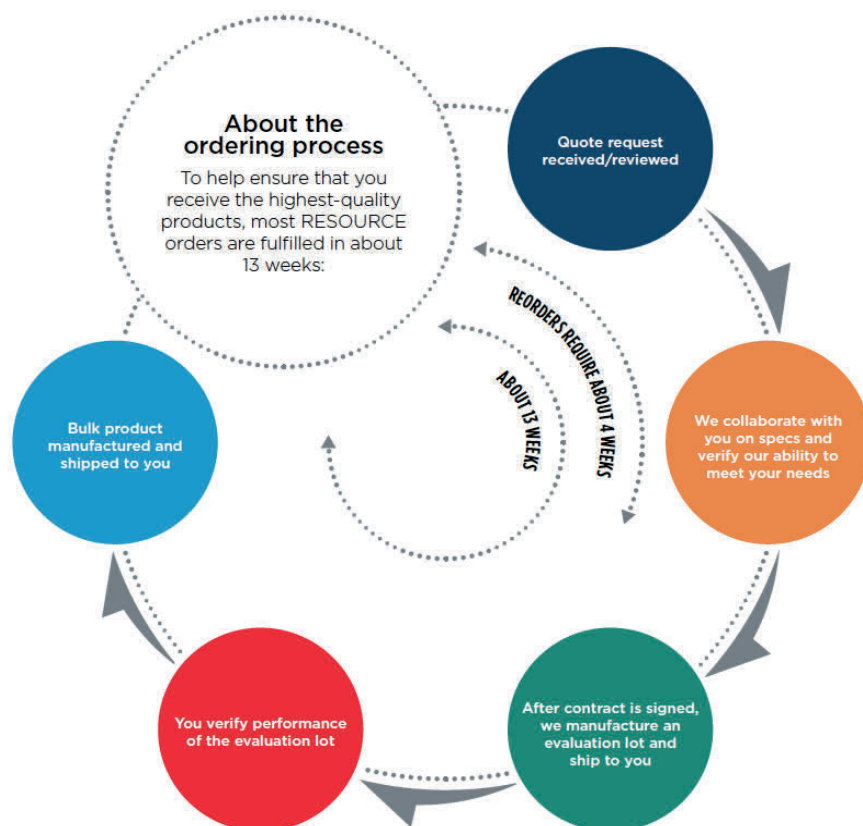 About the
ordering process
To help ensure that you
receive the highest-quality
products, most RESOURCE
orders are fulfilled in about
13 weeks:
Quote request
received/reviewed
We collaborate with
you on specs and
verify our ability to
meet your needs
After contract is signed,
we manufacture an
evaluation lot and
ship to you
You verify performance
of the evaluation lot
Bulk product
manufactured and
shipped to you
REORDERS REQUIRE ABOUT 4 WEEKS
ABOUT 13 WEEKS